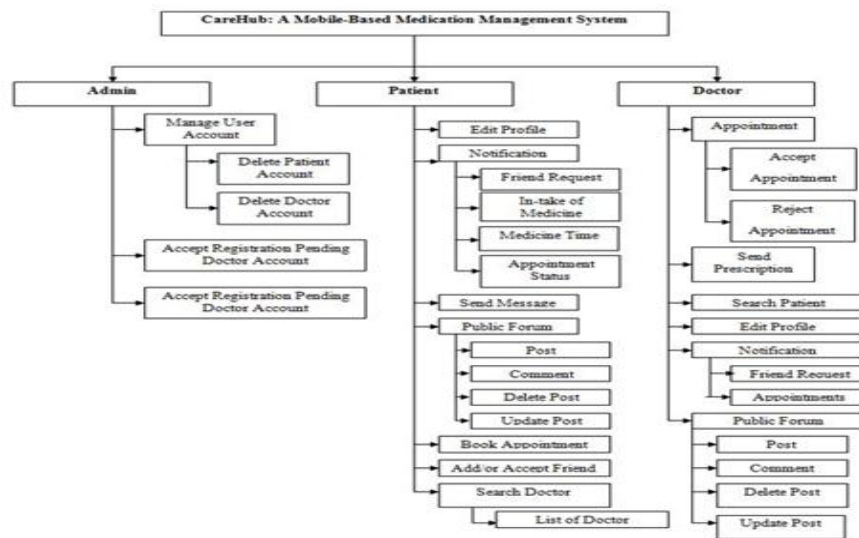 CareHub: A Mobile-Based Medication Management System
Admin
Manage User
Account
Delete Patient
Account
Delete Doctor
Account
Accept Registration Pending
Doctor Account
Accept Registration Pending
Doctor Account
Patient
Edit Profile
Notification
Friend Request
In-take of
Medicine
Medicine Time
Appointment
Status
Send Message
Public Forum
Post
Comment
Delete Post
Update Post
Book Appointment
Add/or Accept Friend
Search Doctor
List of Doctor
Doctor
Appointment
Accept
Appointment
Reject
Appointment
Send
Prescription
Search Patient
Edit Profile
Notification
Friend Request
Appointments
Public Forum
Post
Comment
Delete Post
Update Post